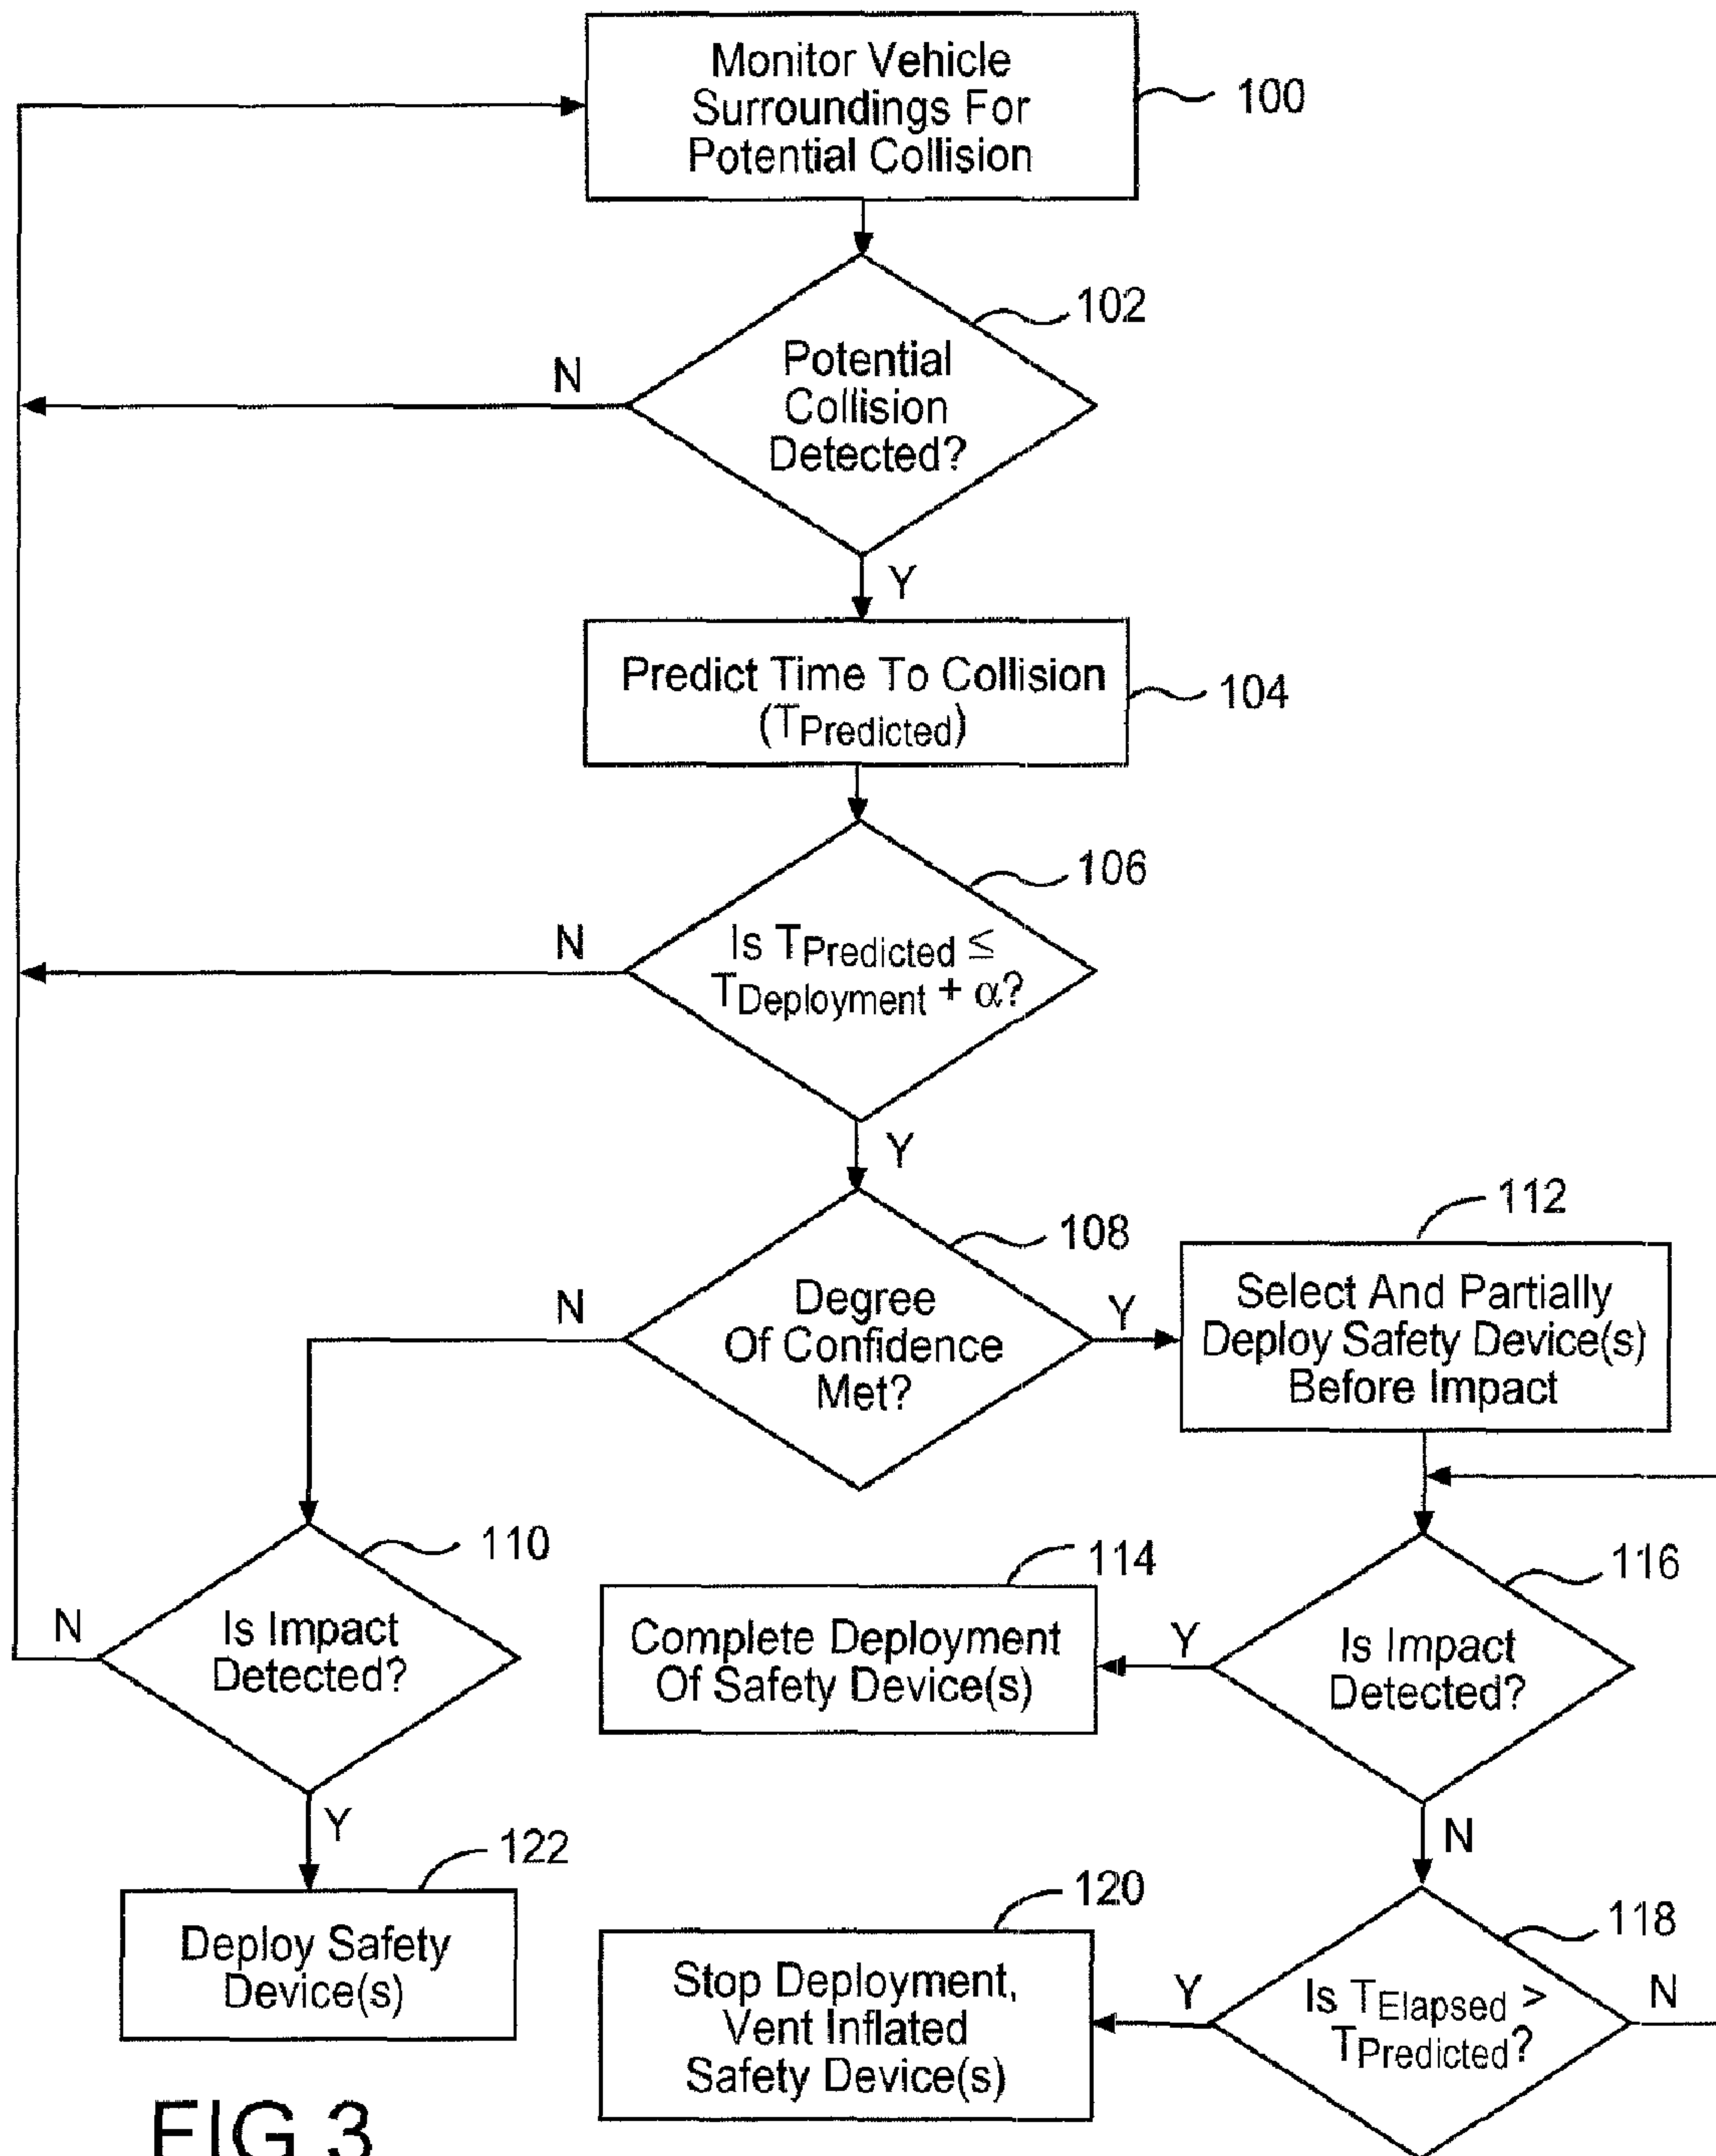 Monitor Vehicle
Surroundings For
Potential Collision
100
102
Potential
Collision
Detected?
N
Y
Predict Time To Collision
(TPredicted)
104
106
Is TPredicted ≤
TDeployment + α?
N
Y
108
Degree
Of Confidence
Met?
N
Y
112
Select And Partially
Deploy Safety Device(s)
Before Impact
110
Is Impact
Detected?
N
Y
114
Complete Deployment
Of Safety Device(s)
116
Is Impact
Detected?
Y
N
122
Deploy Safety
Device(s)
120
Stop Deployment,
Vent Inflated
Safety Device(s)
118
Is TElapsed >
TPredicted?
Y
N
FIG 3